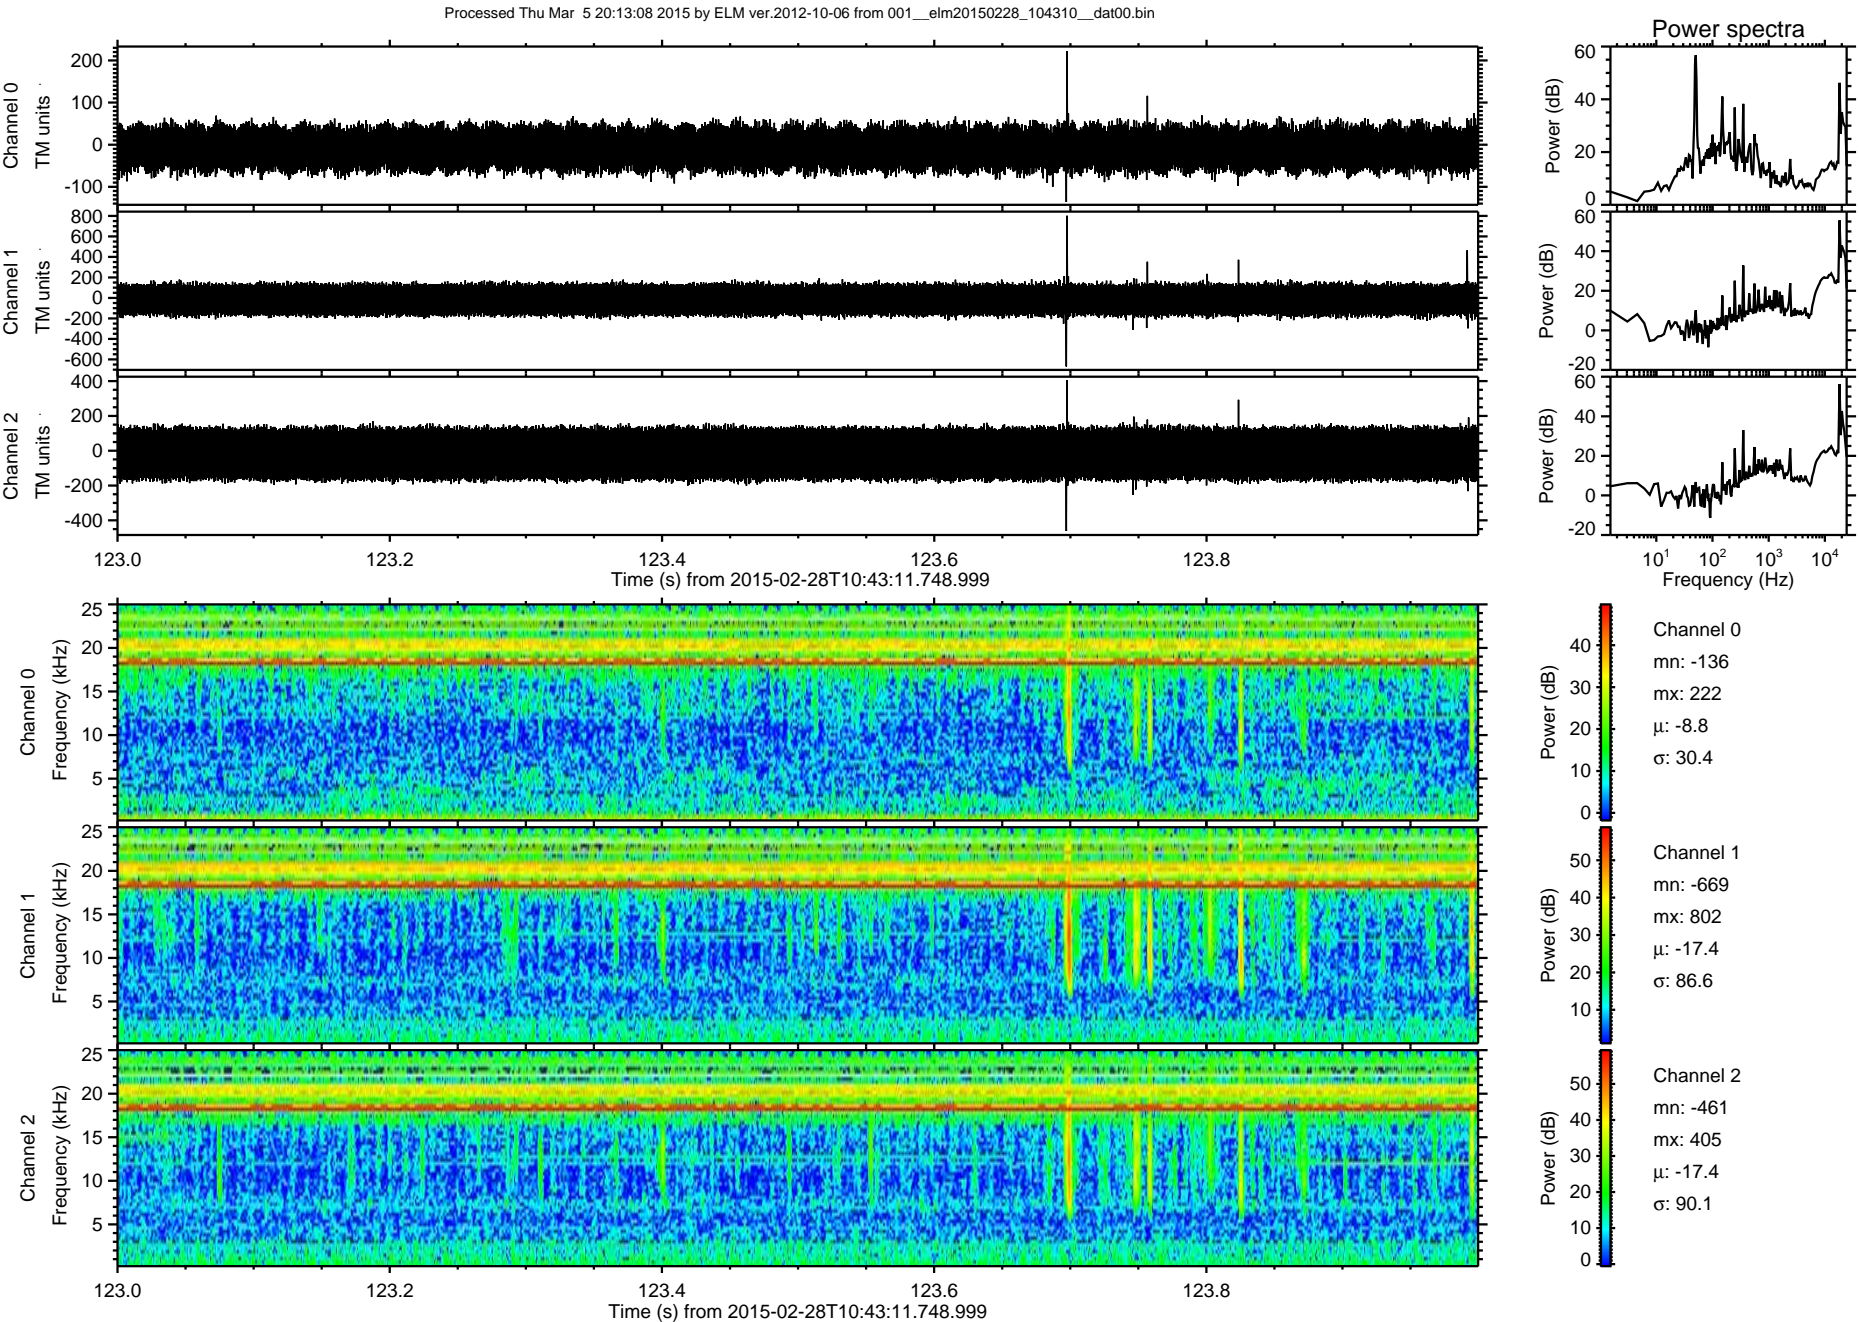 Processed Thu Mar  5 20:13:08 2015 by ELM ver.2012-10-06 from 001__elm20150228_104310__dat00.bin
Power spectra
Channel 0
TM units
200
100
0
-100
Power (dB)
60
40
20
0
Channel 1
TM units
800
600
400
200
0
-200
-400
-600
Power (dB)
60
40
20
0
-20
Channel 2
TM units
400
200
0
-200
-400
Power (dB)
60
40
20
0
-20
123.0 123.2 123.4 123.6 123.8
Time (s) from 2015-02-28T10:43:11.748.999
10¹ 10² 10³ 10⁴
Frequency (Hz)
Channel 0
Frequency (kHz)
25
20
15
10
5
Power (dB)
40
30
20
10
0
Channel 0
mn: -136
mx: 222
μ: -8.8
σ: 30.4
Channel 1
Frequency (kHz)
25
20
15
10
5
Power (dB)
50
40
30
20
10
Channel 1
mn: -669
mx: 802
μ: -17.4
σ: 86.6
Channel 2
Frequency (kHz)
25
20
15
10
5
Power (dB)
50
40
30
20
10
0
Channel 2
mn: -461
mx: 405
μ: -17.4
σ: 90.1
123.0 123.2 123.4 123.6 123.8
Time (s) from 2015-02-28T10:43:11.748.999